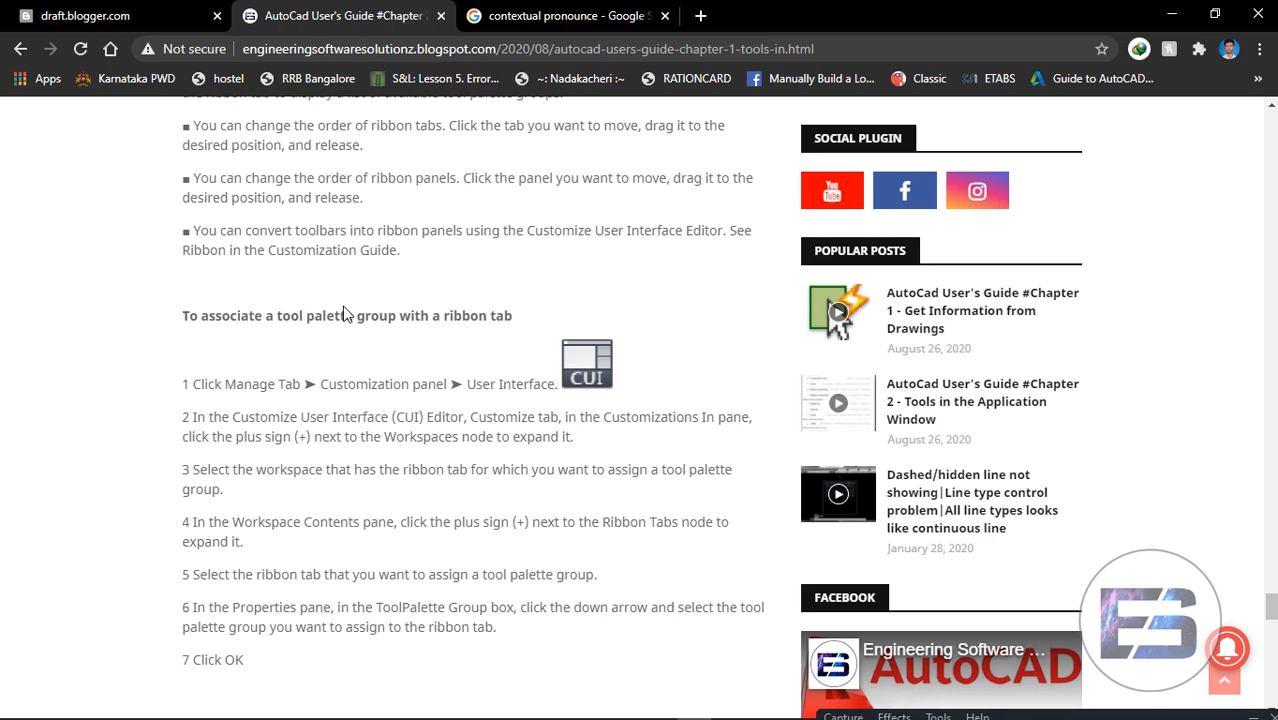 draft.blogger.com
AutoCad User's Guide #Chapter
contextual pronounce - Google S
Not secure
engineeringsoftwaresolutionz.blogspot.com/2020/08/autocad-users-guide-chapter-1-tools-in.html
Apps
Karnataka PWD
hostel
RRB Bangalore
S&L: Lesson 5. Error...
~: Nadakacheri :~
RATIONCARD
Manually Build a Lo...
Classic
ETABS
Guide to AutoCAD...
the ribbon tab to display a list of available tool palette groups.
■ You can change the order of ribbon tabs. Click the tab you want to move, drag it to the
desired position, and release.
■ You can change the order of ribbon panels. Click the panel you want to move, drag it to the
desired position, and release.
■ You can convert toolbars into ribbon panels using the Customize User Interface Editor. See
Ribbon in the Customization Guide.
To associate a tool palette group with a ribbon tab
CUI
1 Click Manage Tab ➤ Customization panel ➤ User Interface.
2 In the Customize User Interface (CUI) Editor, Customize tab, in the Customizations In pane,
click the plus sign (+) next to the Workspaces node to expand it.
3 Select the workspace that has the ribbon tab for which you want to assign a tool palette
group.
4 In the Workspace Contents pane, click the plus sign (+) next to the Ribbon Tabs node to
expand it.
5 Select the ribbon tab that you want to assign a tool palette group.
6 In the Properties pane, in the ToolPalette Group box, click the down arrow and select the tool
palette group you want to assign to the ribbon tab.
7 Click OK
SOCIAL PLUGIN
You
Tube
POPULAR POSTS
AutoCad User's Guide #Chapter
1 - Get Information from
Drawings
August 26, 2020
AutoCad User's Guide #Chapter
2 - Tools in the Application
Window
August 26, 2020
Dashed/hidden line not
showing|Line type control
problem|All line types looks
like continuous line
January 28, 2020
FACEBOOK
Engineering Software ...
AutoCAD
ES
Capture
Effects
Tools
Help